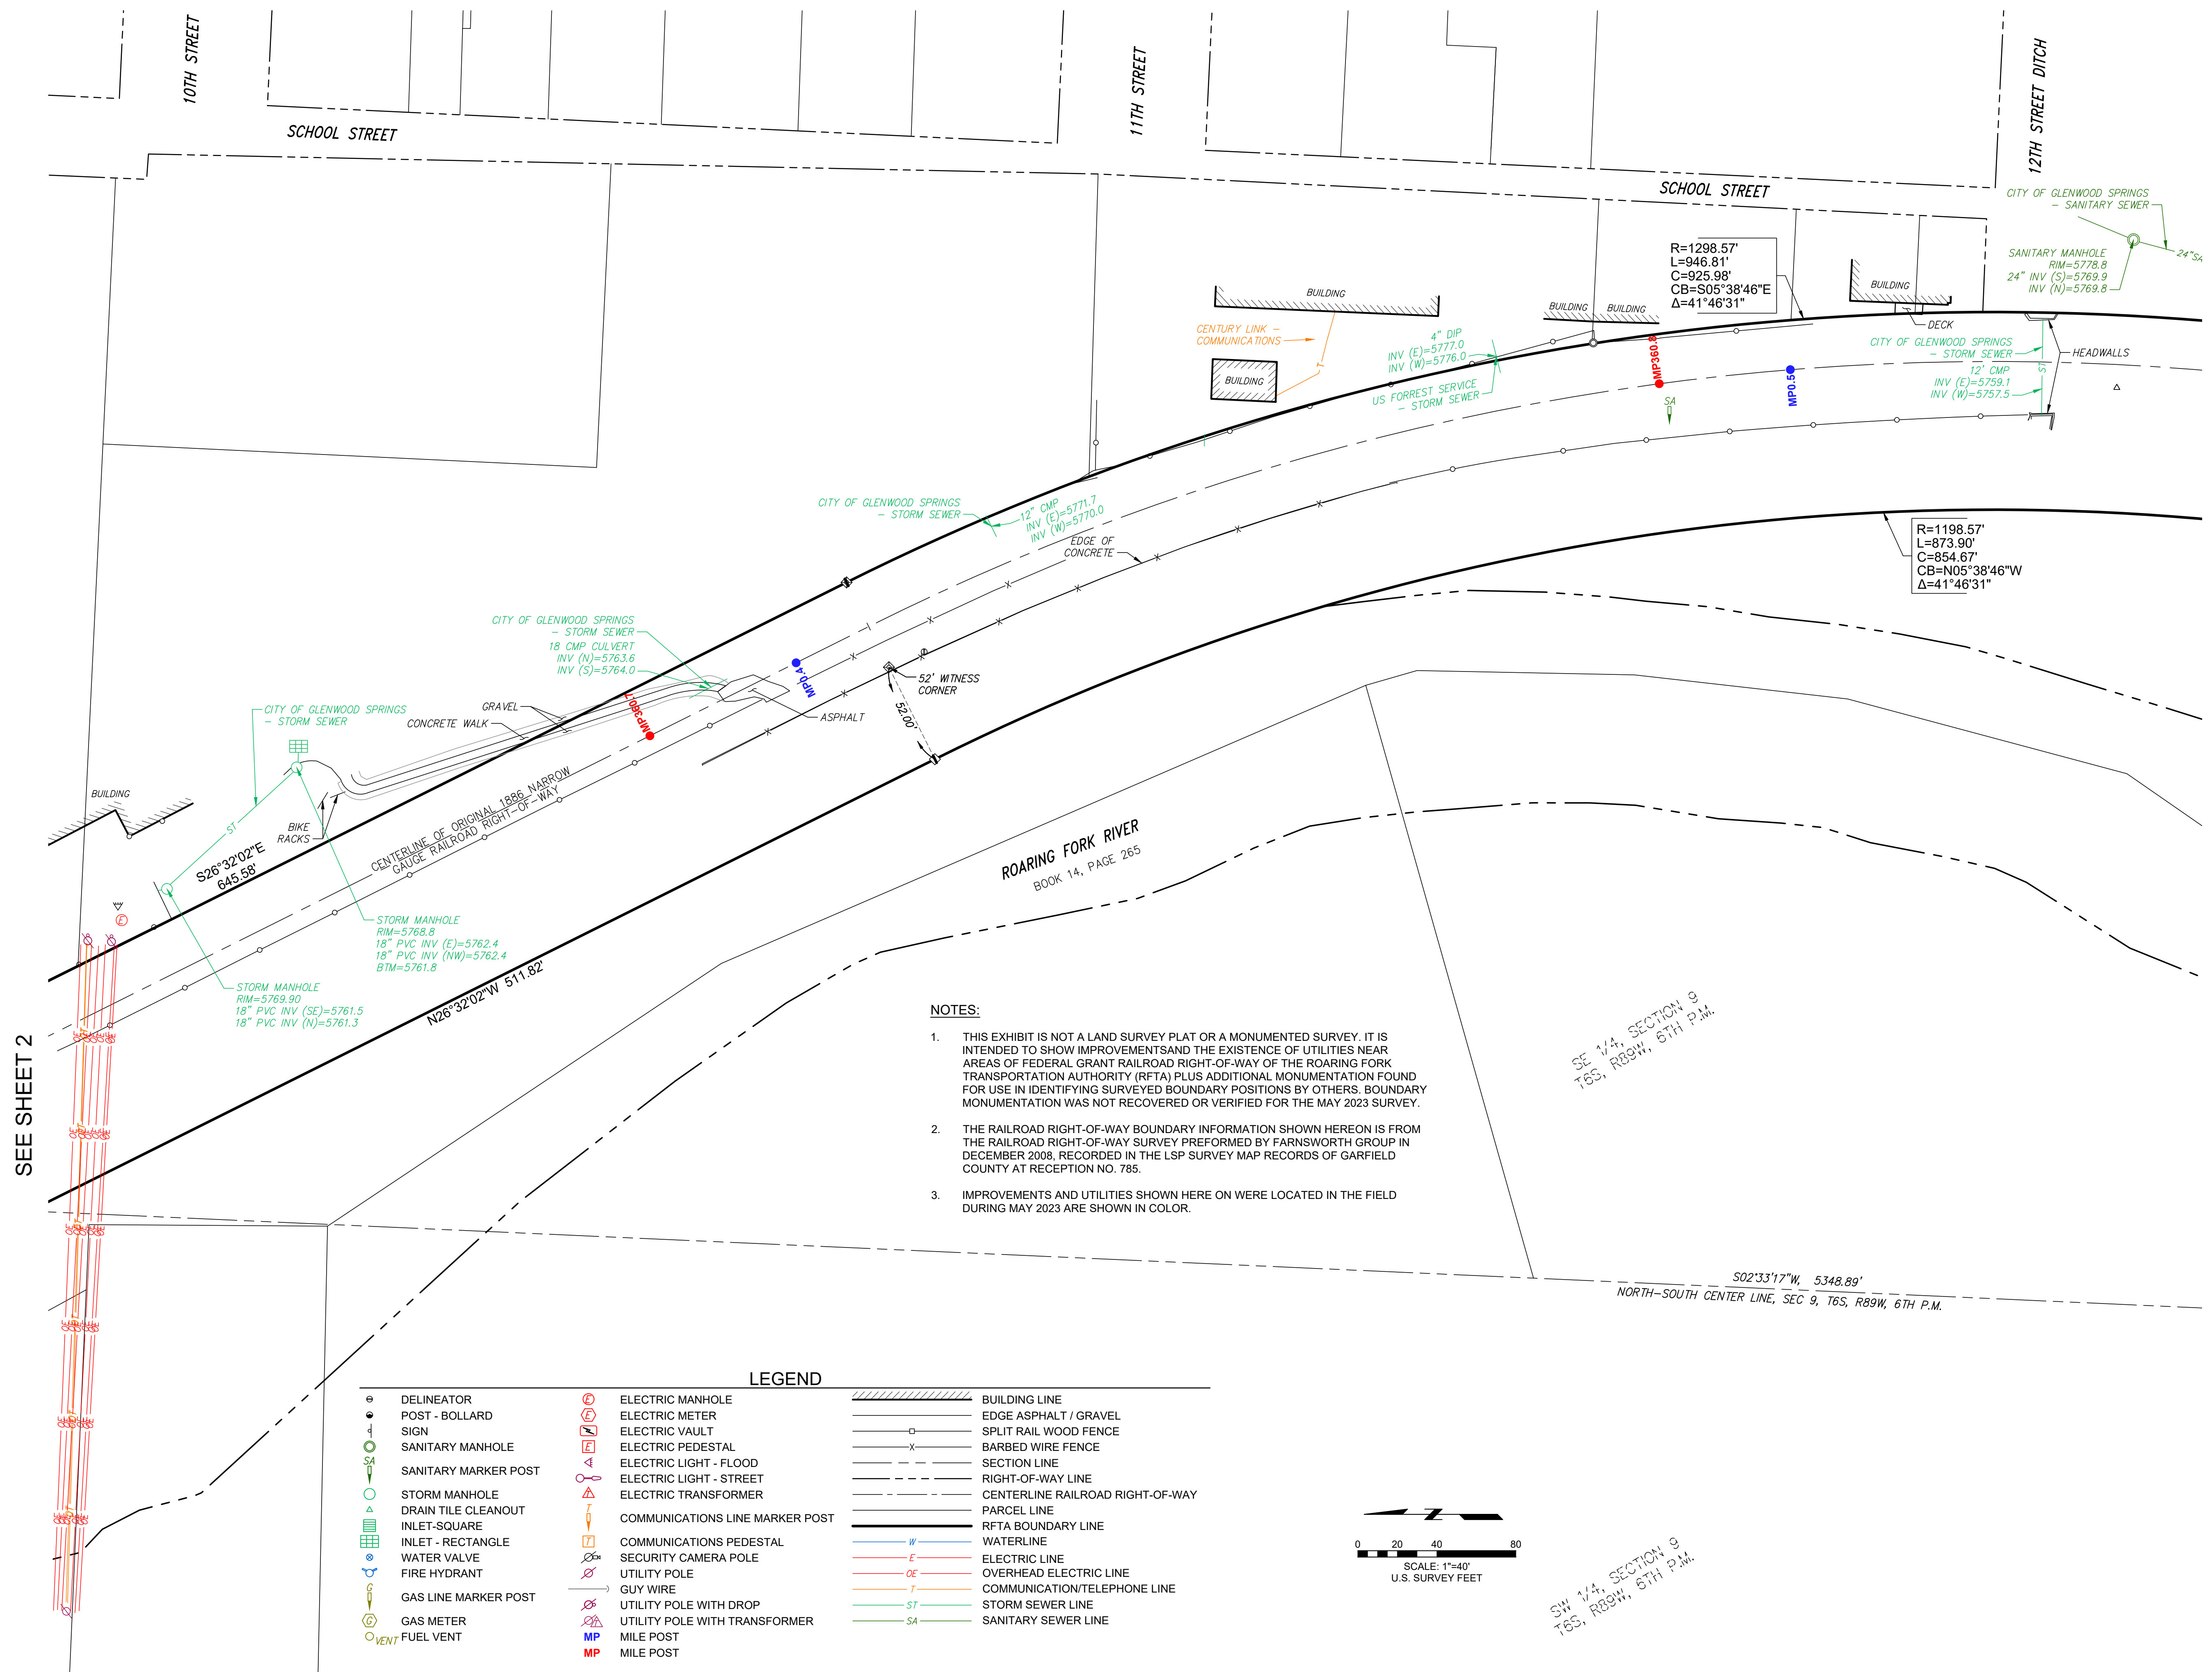 10TH STREET
11TH STREET
12TH STREET DITCH
SCHOOL STREET
SCHOOL STREET
CITY OF GLENWOOD SPRINGS
- SANITARY SEWER
24"SA
SANITARY MANHOLE
RIM=5778.8
24" INV (S)=5769.9
INV (N)=5769.8
R=1298.57'
L=946.81'
C=925.98'
CB=S05°38'46"E
Δ=41°46'31"
BUILDING
BUILDING
BUILDING
BUILDING
BUILDING
DECK
CENTURY LINK -
COMMUNICATIONS
T
4" DIP
INV (E)=5777.0
INV (W)=5776.0
US FORREST SERVICE
- STORM SEWER
MP360.8
SA
MP0.5
CITY OF GLENWOOD SPRINGS
- STORM SEWER
12' CMP
INV (E)=5759.1
INV (W)=5757.5
ST
HEADWALLS
CITY OF GLENWOOD SPRINGS
- STORM SEWER
12" CMP
INV (E)=5771.7
INV (W)=5770.0
EDGE OF
CONCRETE
R=1198.57'
L=873.90'
C=854.67'
CB=N05°38'46"W
Δ=41°46'31"
CITY OF GLENWOOD SPRINGS
- STORM SEWER
18 CMP CULVERT
INV (N)=5763.6
INV (S)=5764.0
MP0.4
52' WITNESS
CORNER
52.00'
ASPHALT
MP360.7
GRAVEL
CONCRETE WALK
CITY OF GLENWOOD SPRINGS
- STORM SEWER
BUILDING
ST
BIKE
RACKS
CENTERLINE OF ORIGINAL 1886 NARROW
GAUGE RAILROAD RIGHT-OF-WAY
S26°32'02"E
645.58'
E
STORM MANHOLE
RIM=5768.8
18" PVC INV (E)=5762.4
18" PVC INV (NW)=5762.4
BTM=5761.8
STORM MANHOLE
RIM=5769.90
18" PVC INV (SE)=5761.5
18" PVC INV (N)=5761.3
N26°32'02"W 511.82'
ROARING FORK RIVER
BOOK 14, PAGE 265
SEE SHEET 2
NOTES:
1. THIS EXHIBIT IS NOT A LAND SURVEY PLAT OR A MONUMENTED SURVEY. IT IS
INTENDED TO SHOW IMPROVEMENTSAND THE EXISTENCE OF UTILITIES NEAR
AREAS OF FEDERAL GRANT RAILROAD RIGHT-OF-WAY OF THE ROARING FORK
TRANSPORTATION AUTHORITY (RFTA) PLUS ADDITIONAL MONUMENTATION FOUND
FOR USE IN IDENTIFYING SURVEYED BOUNDARY POSITIONS BY OTHERS. BOUNDARY
MONUMENTATION WAS NOT RECOVERED OR VERIFIED FOR THE MAY 2023 SURVEY.
2. THE RAILROAD RIGHT-OF-WAY BOUNDARY INFORMATION SHOWN HEREON IS FROM
THE RAILROAD RIGHT-OF-WAY SURVEY PREFORMED BY FARNSWORTH GROUP IN
DECEMBER 2008, RECORDED IN THE LSP SURVEY MAP RECORDS OF GARFIELD
COUNTY AT RECEPTION NO. 785.
3. IMPROVEMENTS AND UTILITIES SHOWN HERE ON WERE LOCATED IN THE FIELD
DURING MAY 2023 ARE SHOWN IN COLOR.
SE 1/4, SECTION 9
T6S, R89W, 6TH P.M.
S02°33'17"W, 5348.89'
NORTH-SOUTH CENTER LINE, SEC 9, T6S, R89W, 6TH P.M.
SW 1/4, SECTION 9
T6S, R89W, 6TH P.M.
LEGEND
DELINEATOR
POST - BOLLARD
SIGN
SANITARY MANHOLE
SA SANITARY MARKER POST
STORM MANHOLE
DRAIN TILE CLEANOUT
INLET-SQUARE
INLET - RECTANGLE
WATER VALVE
FIRE HYDRANT
G GAS LINE MARKER POST
G GAS METER
VENT FUEL VENT
E ELECTRIC MANHOLE
E ELECTRIC METER
ELECTRIC VAULT
E ELECTRIC PEDESTAL
ELECTRIC LIGHT - FLOOD
ELECTRIC LIGHT - STREET
ELECTRIC TRANSFORMER
T COMMUNICATIONS LINE MARKER POST
T COMMUNICATIONS PEDESTAL
SECURITY CAMERA POLE
UTILITY POLE
GUY WIRE
UTILITY POLE WITH DROP
UTILITY POLE WITH TRANSFORMER
MP MILE POST
MP MILE POST
BUILDING LINE
EDGE ASPHALT / GRAVEL
SPLIT RAIL WOOD FENCE
X BARBED WIRE FENCE
SECTION LINE
RIGHT-OF-WAY LINE
CENTERLINE RAILROAD RIGHT-OF-WAY
PARCEL LINE
RFTA BOUNDARY LINE
W WATERLINE
E ELECTRIC LINE
OE OVERHEAD ELECTRIC LINE
T COMMUNICATION/TELEPHONE LINE
ST STORM SEWER LINE
SA SANITARY SEWER LINE
0 20 40 80
SCALE: 1"=40'
U.S. SURVEY FEET